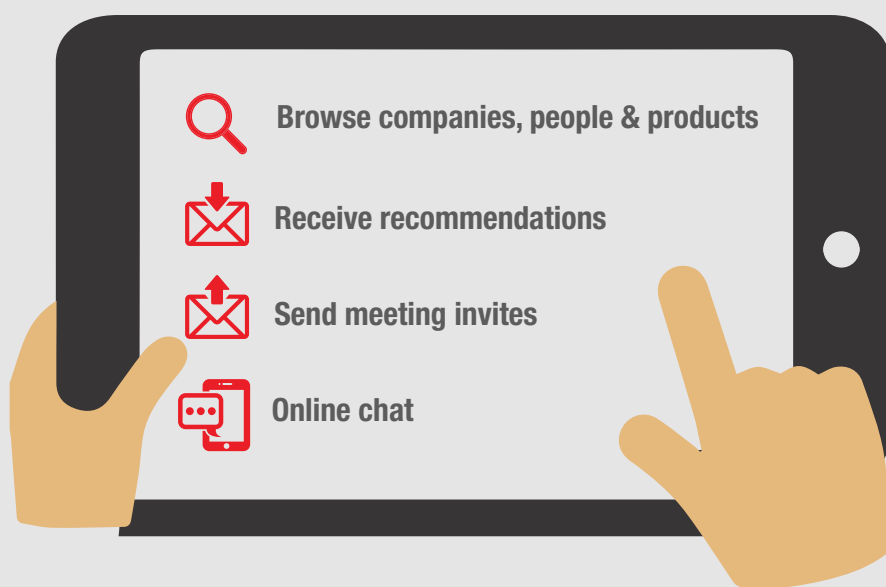 Browse companies, people & products
Receive recommendations
Send meeting invites
Online chat